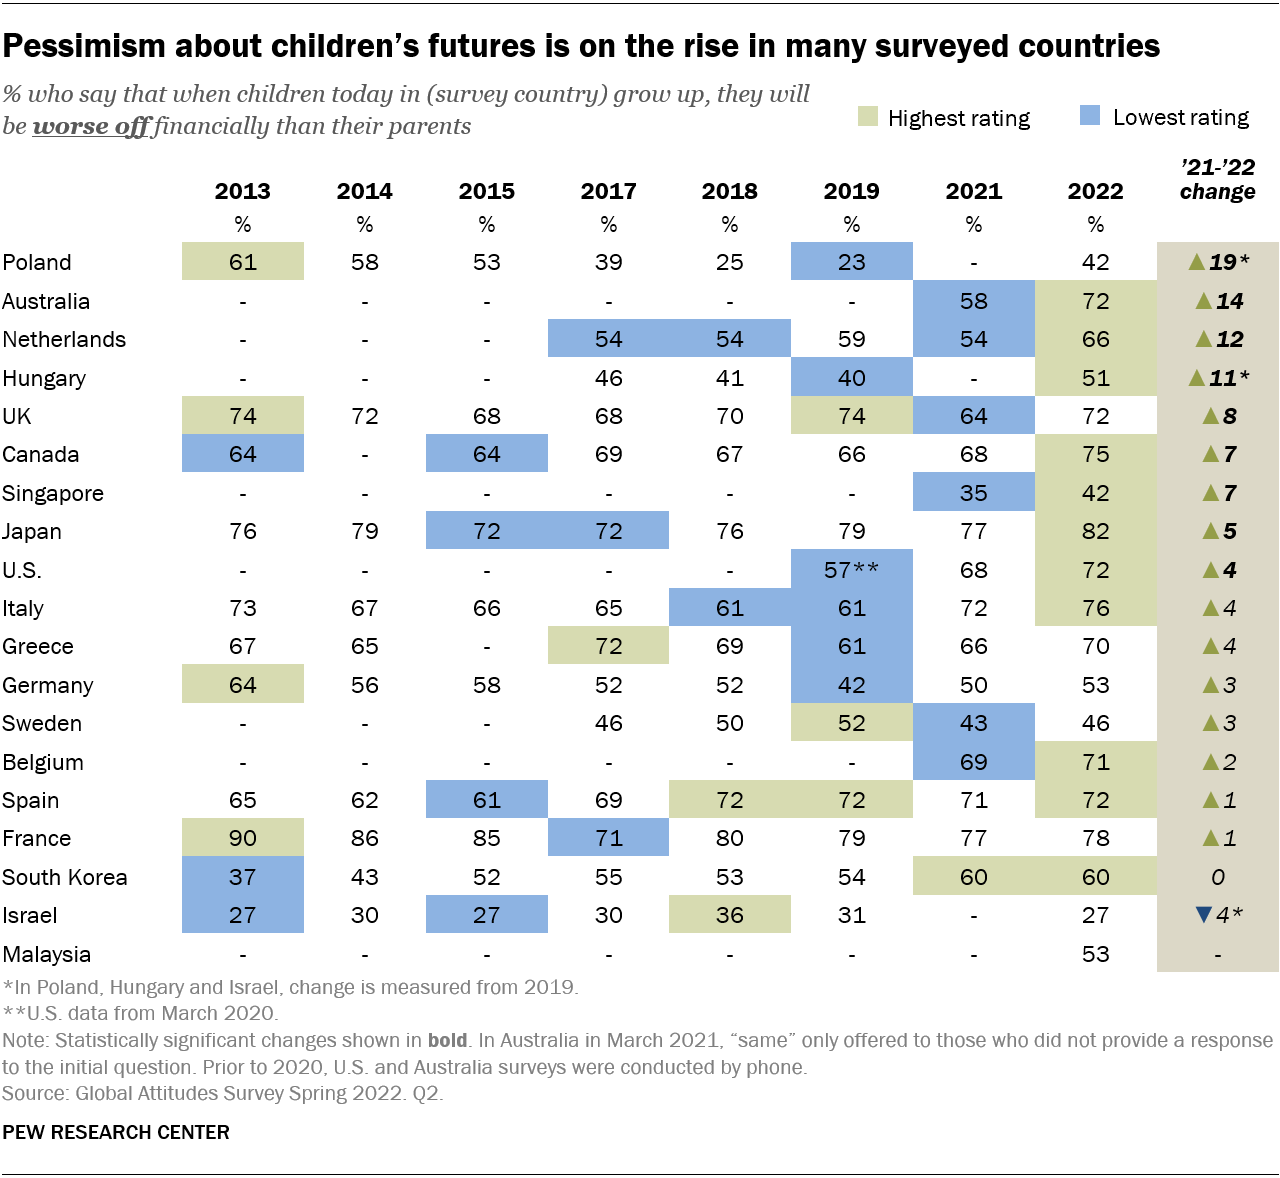 Pessimism about children’s futures is on the rise in many surveyed countries
% who say that when children today in (survey country) grow up, they will
be worse off financially than their parents
Highest rating Lowest rating
2013 2014 2015 2017 2018 2019 2021 2022 ’21-’22 change
% % % % % % % %
Poland 61 58 53 39 25 23 - 42 ▲19*
Australia - - - - - - 58 72 ▲14
Netherlands - - - 54 54 59 54 66 ▲12
Hungary - - - 46 41 40 - 51 ▲11*
UK 74 72 68 68 70 74 64 72 ▲8
Canada 64 - 64 69 67 66 68 75 ▲7
Singapore - - - - - - 35 42 ▲7
Japan 76 79 72 72 76 79 77 82 ▲5
U.S. - - - - - 57** 68 72 ▲4
Italy 73 67 66 65 61 61 72 76 ▲4
Greece 67 65 - 72 69 61 66 70 ▲4
Germany 64 56 58 52 52 42 50 53 ▲3
Sweden - - - 46 50 52 43 46 ▲3
Belgium - - - - - - 69 71 ▲2
Spain 65 62 61 69 72 72 71 72 ▲1
France 90 86 85 71 80 79 77 78 ▲1
South Korea 37 43 52 55 53 54 60 60 0
Israel 27 30 27 30 36 31 - 27 ▼4*
Malaysia - - - - - - - 53 -
*In Poland, Hungary and Israel, change is measured from 2019.
**U.S. data from March 2020.
Note: Statistically significant changes shown in bold. In Australia in March 2021, “same” only offered to those who did not provide a response
to the initial question. Prior to 2020, U.S. and Australia surveys were conducted by phone.
Source: Global Attitudes Survey Spring 2022. Q2.
PEW RESEARCH CENTER